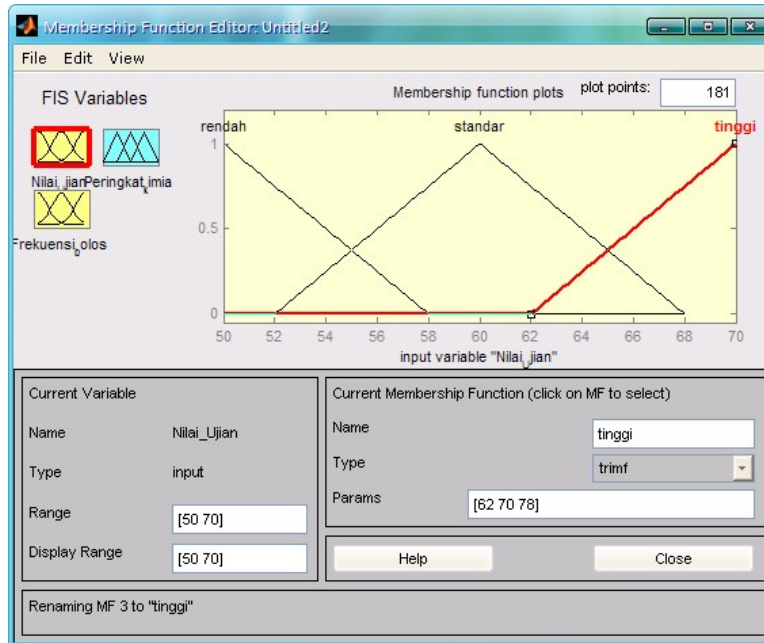 Membership Function Editor: Untitled2
File Edit View
FIS Variables
Membership function plots plot points: 181
rendah standar tinggi
1
0.5
0
50 52 54 56 58 60 62 64 66 68 70
input variable "Nilai_Ujian"
Nilai_Ujian Peringkat_kimia
Frekuensi_bolos
Current Variable
Name Nilai_Ujian
Type input
Range [50 70]
Display Range [50 70]
Current Membership Function (click on MF to select)
Name tinggi
Type trimf
Params [62 70 78]
Help Close
Renaming MF 3 to "tinggi"